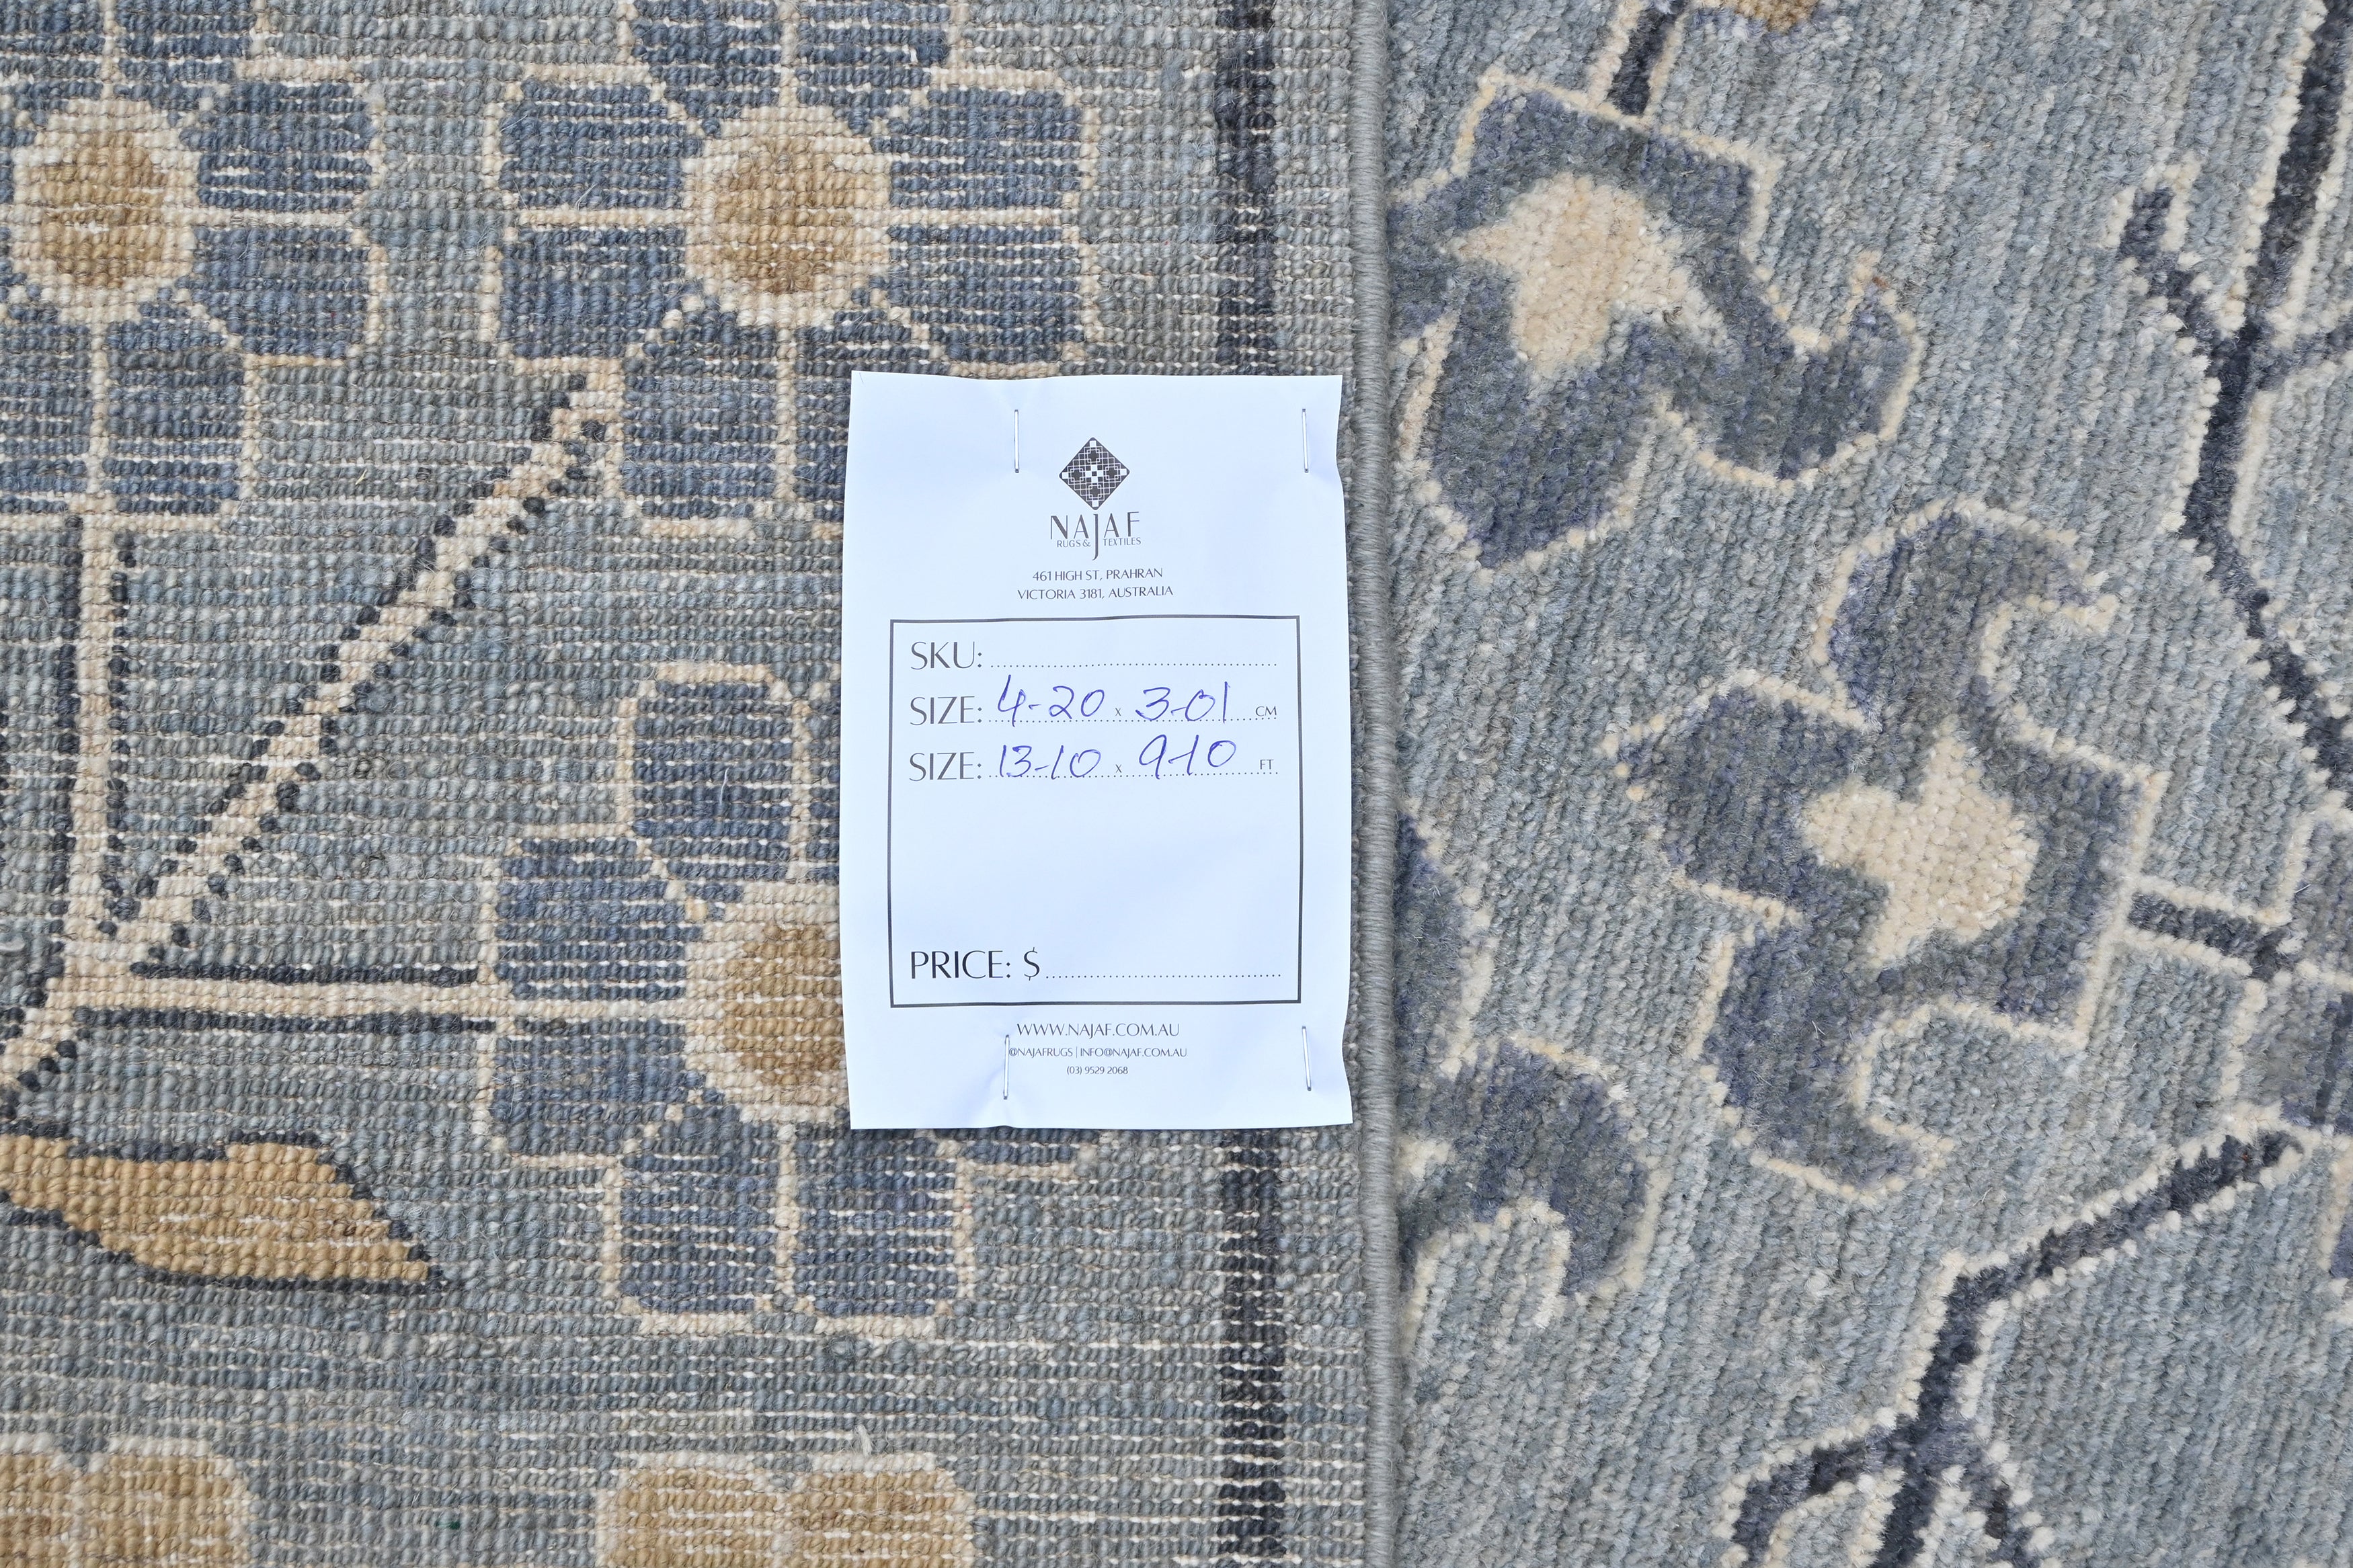 NAJAF
RUGS & TEXTILES
461 HIGH ST, PRAHRAN
VICTORIA 3181, AUSTRALIA
SKU:
SIZE: 4-20 x 3-01 CM
SIZE: 13-10 x 9-10 FT
PRICE: $
WWW.NAJAF.COM.AU
@NAJAFRUGS | INFO@NAJAF.COM.AU
(03) 9529 2068